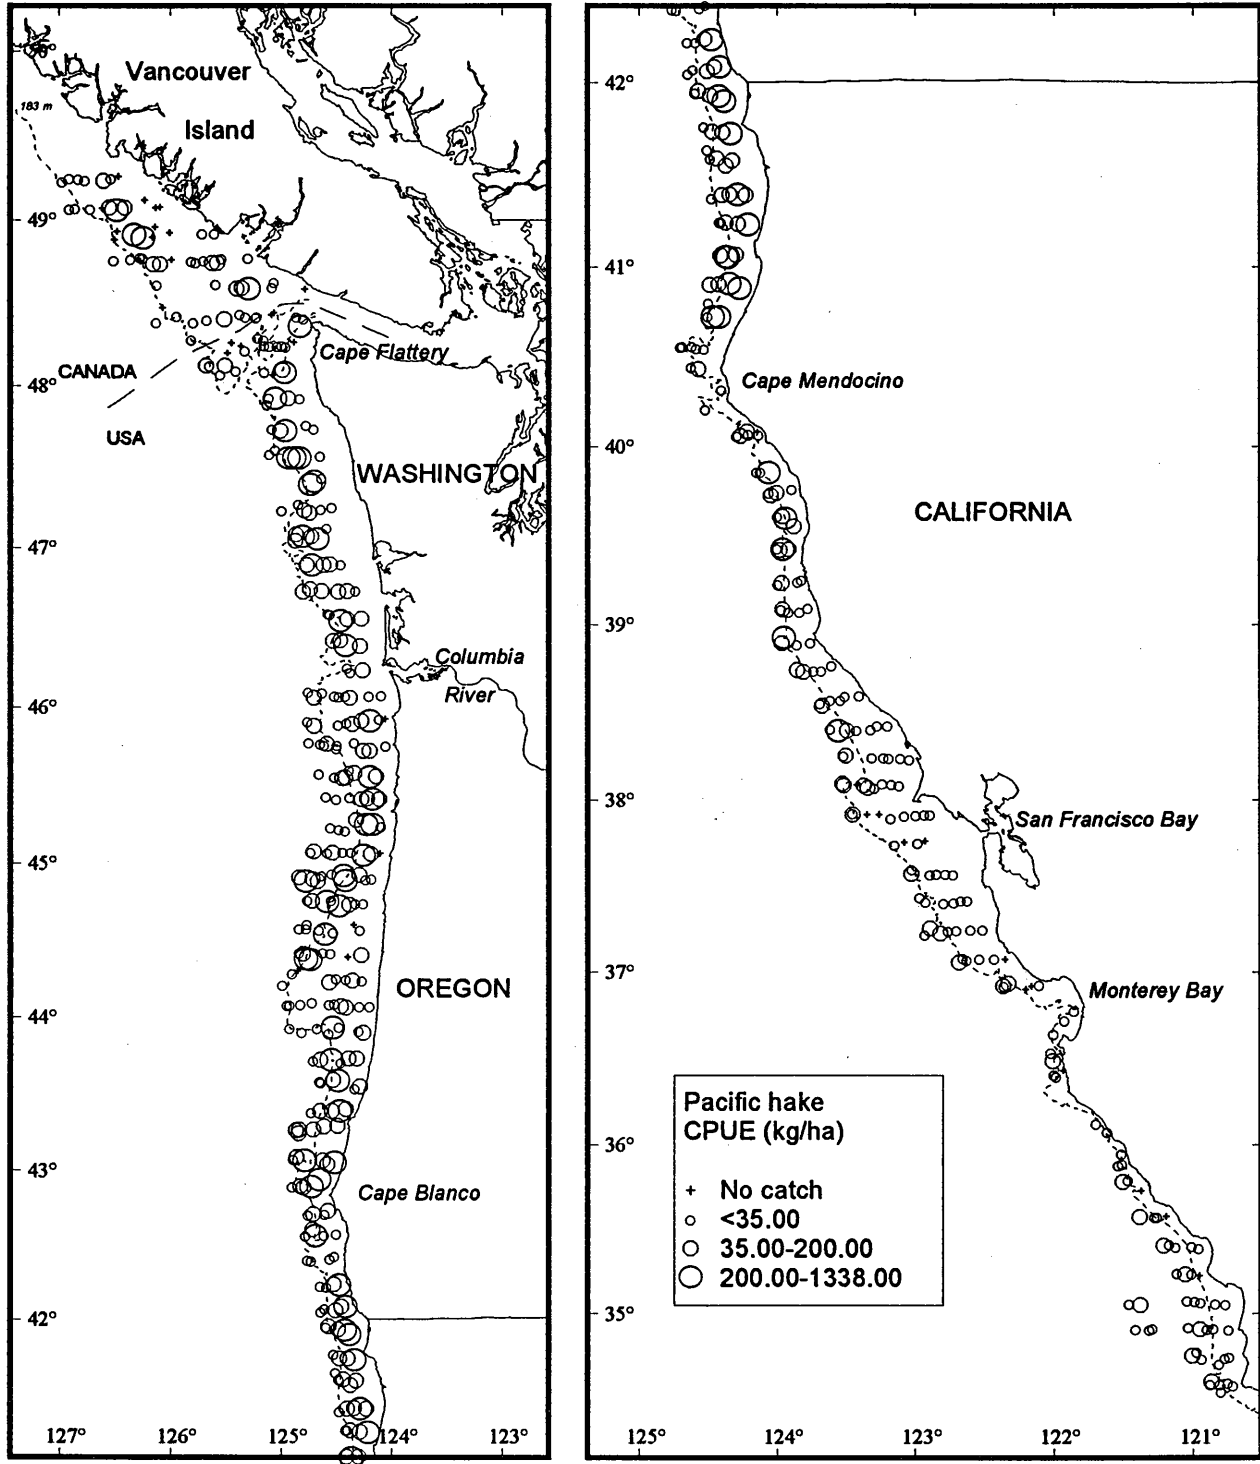 Vancouver
Island
183 m
49°
CANADA
USA
Cape Flattery
48°
WASHINGTON
47°
Columbia
River
46°
45°
OREGON
44°
43°
Cape Blanco
42°
127°
126°
125°
124°
123°
42°
41°
Cape Mendocino
40°
CALIFORNIA
39°
38°
San Francisco Bay
37°
Monterey Bay
36°
35°
Pacific hake
CPUE (kg/ha)
+ No catch
<35.00
35.00-200.00
200.00-1338.00
125°
124°
123°
122°
121°